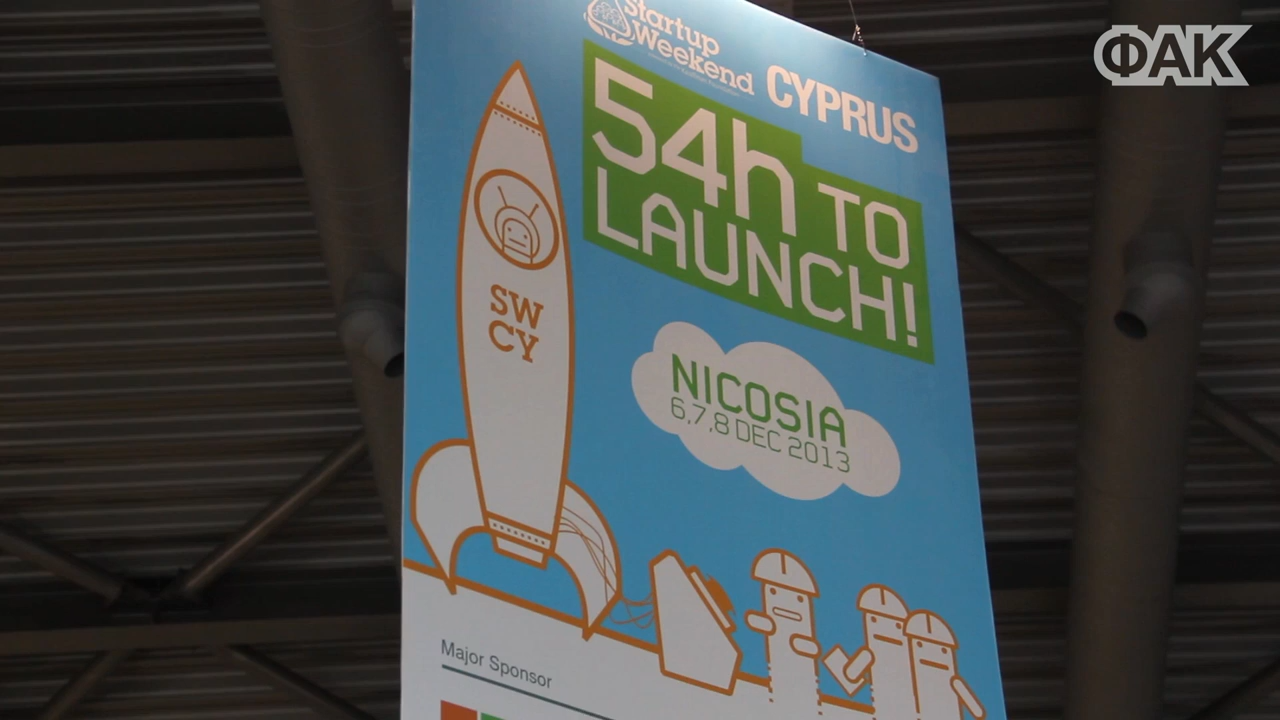 ΦΑΚ
Startup
Weekend
CYPRUS
54h TO
LAUNCH!
SW
CY
NICOSIA
6,7,8 DEC 2013
Major Sponsor